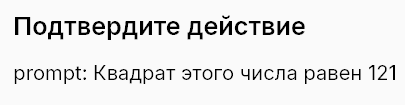 Подтвердите действие
prompt: Квадрат этого числа равен 121